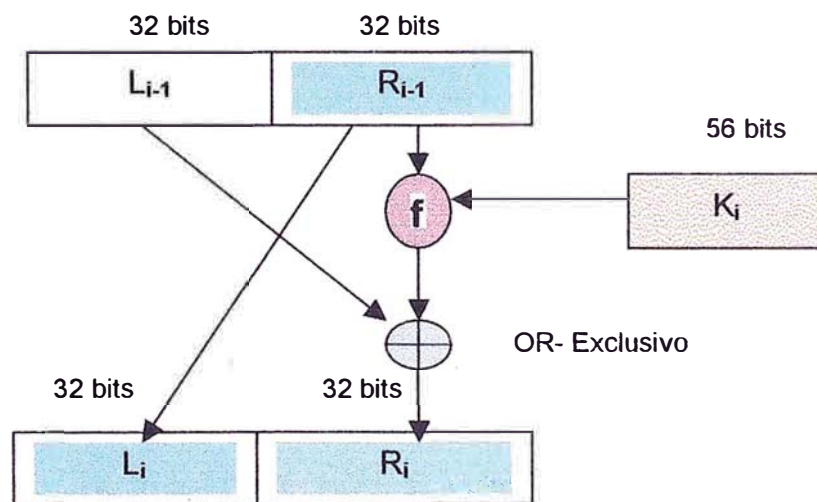 32 bits 32 bits
Lᵢ₋₁ Rᵢ₋₁
56 bits
f
Kᵢ
OR- Exclusivo
32 bits 32 bits
Lᵢ Rᵢ